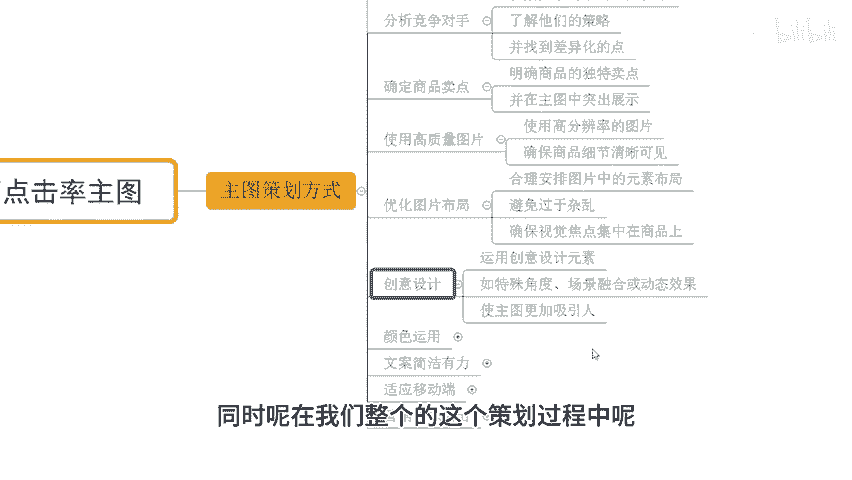 分析竞争对手
了解他们的策略
并找到差异化的点
确定商品卖点
明确商品的独特卖点
并在主图中突出展示
使用高质量图片
使用高分辨率的图片
确保商品细节清晰可见
点击率主图
主图策划方式
优化图片布局
合理安排图片中的元素布局
避免过于杂乱
确保视觉焦点集中在商品上
创意设计
运用创意设计元素
如特殊角度、场景融合或动态效果
使主图更加吸引人
颜色运用
文案简洁有力
适应移动端
同时呢在我们整个的这个策划过程中呢
bilibili